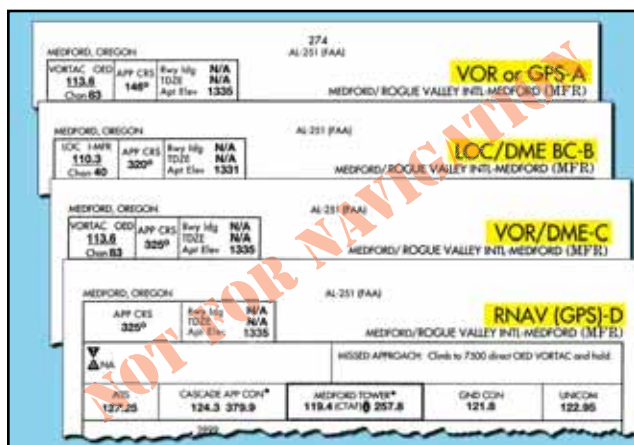 274
MEDFORD, OREGON AL-251 (FAA)
VORTAC OED 113.6 Chan 83 APP CRS 146° Rwy ldg N/A TDZE N/A Apt Elev 1335
VOR or GPS-A
MEDFORD/ ROGUE VALLEY INTL-MEDFORD (MFR)
MEDFORD, OREGON AL-251 (FAA)
LOC I-MFR 110.3 Chan 40 APP CRS 320° Rwy ldg N/A TDZE N/A Apt Elev 1331
LOC/DME BC-B
MEDFORD/ ROGUE VALLEY INTL-MEDFORD (MFR)
MEDFORD, OREGON AL-251 (FAA)
VORTAC OED 113.6 Chan 83 APP CRS 325° Rwy ldg N/A TDZE N/A Apt Elev 1335
VOR/DME-C
MEDFORD/ ROGUE VALLEY INTL-MEDFORD (MFR)
MEDFORD, OREGON AL-251 (FAA)
APP CRS 325° Rwy ldg N/A TDZE N/A Apt Elev 1335
RNAV (GPS)-D
MEDFORD/ROGUE VALLEY INTL-MEDFORD (MFR)
NA
MISSED APPROACH: Climb to 7500 direct OED VORTAC and hold.
ATIS 127.25
CASCADE APP CON* 124.3 379.9
MEDFORD TOWER* 119.4 (CTAF) 257.8
GND CON 121.8
UNICOM 122.95
NOT FOR NAVIGATION